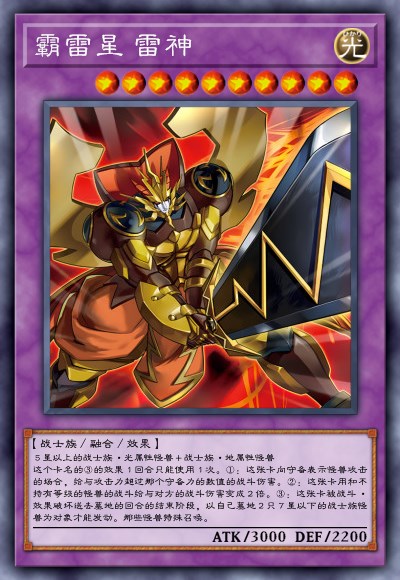 霸雷星 雷神
光
【战士族／融合／效果】
5星以上的战士族·光属性怪兽＋战士族·地属性怪兽
这个卡名的③的效果1回合只能使用1次。①：这张卡向守备表示怪兽攻击
的场合，给与攻击力超过那个守备力的数值的战斗伤害。②：这张卡用和不
持有等级的怪兽的战斗给与对方的战斗伤害变成2倍。③：这张卡被战斗·
效果破坏送去墓地的回合的结束阶段，以自己墓地2只7星以下的战士族怪
兽为对象才能发动。那些怪兽特殊召唤。
ATK/3000 DEF/2200